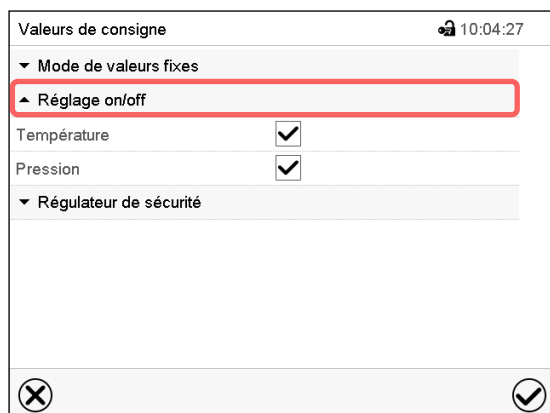 Valeurs de consigne 10:04:27
Mode de valeurs fixes
Réglage on/off
Température
Pression
Régulateur de sécurité